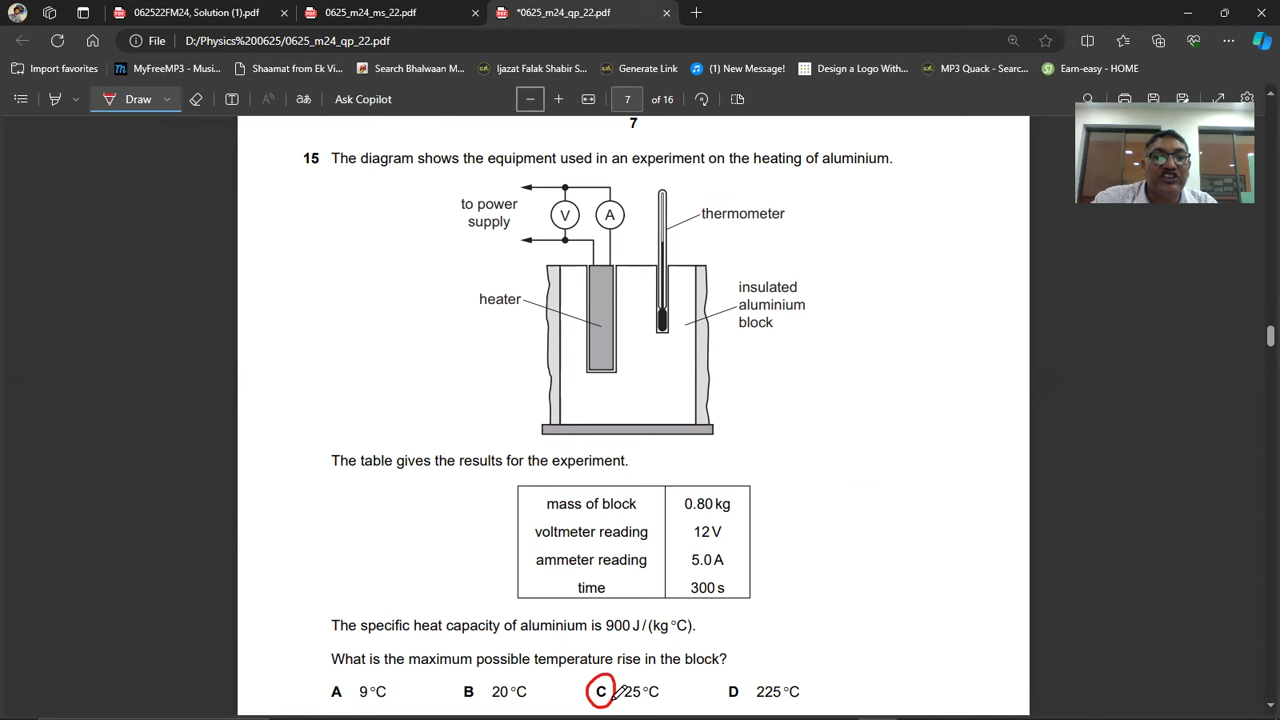 062522FM24, Solution (1).pdf
0625_m24_ms_22.pdf
*0625_m24_qp_22.pdf
File
D:/Physics%200625/0625_m24_qp_22.pdf
Import favorites
MyFreeMP3 - Musi...
Shaamat from Ek Vi...
Search Bhalwaan M...
Ijazat Falak Shabir S...
Generate Link
(1) New Message!
Design a Logo With...
MP3 Quack - Searc...
Earn-easy - HOME
Draw
Ask Copilot
7 of 16
7
15 The diagram shows the equipment used in an experiment on the heating of aluminium.
to power
supply
V
A
thermometer
heater
insulated
aluminium
block
The table gives the results for the experiment.
mass of block 0.80 kg
voltmeter reading 12 V
ammeter reading 5.0 A
time 300 s
The specific heat capacity of aluminium is 900 J/(kg °C).
What is the maximum possible temperature rise in the block?
A 9 °C B 20 °C C 25 °C D 225 °C